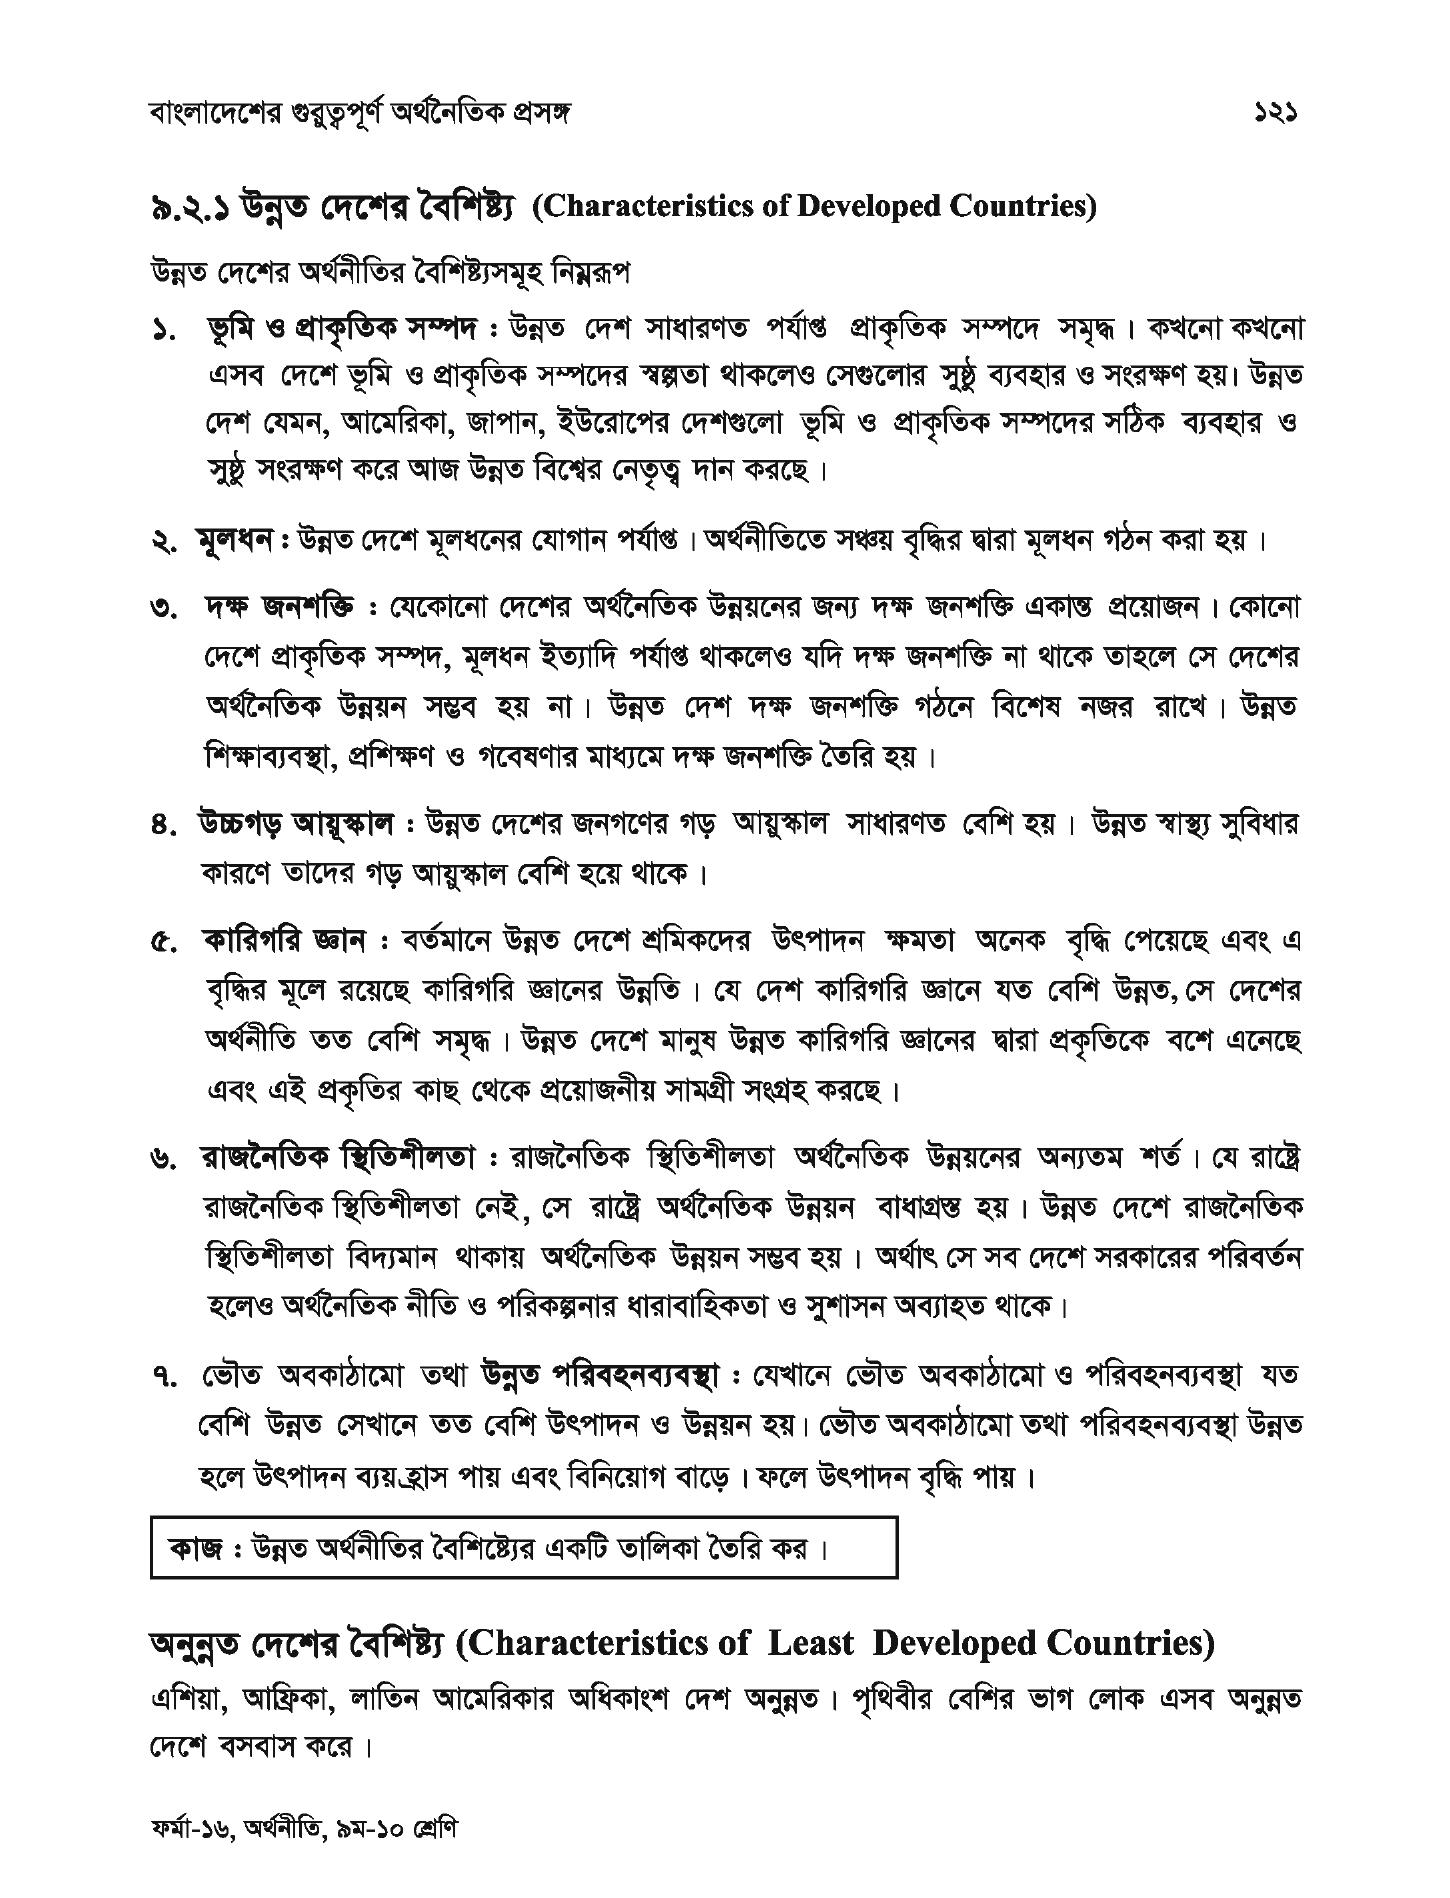 বাংলাদেশের গুরুত্বপূর্ণ অর্থনৈতিক প্রসঙ্গ ১২১
৯.২.১ উন্নত দেশের বৈশিষ্ট্য (Characteristics of Developed Countries)
উন্নত দেশের অর্থনীতির বৈশিষ্ট্যসমূহ নিম্নরূপ
১. ভূমি ও প্রাকৃতিক সম্পদ : উন্নত দেশ সাধারণত পর্যাপ্ত প্রাকৃতিক সম্পদে সমৃদ্ধ। কখনো কখনো
এসব দেশে ভূমি ও প্রাকৃতিক সম্পদের স্বল্পতা থাকলেও সেগুলোর সুষ্ঠু ব্যবহার ও সংরক্ষণ হয়। উন্নত
দেশ যেমন, আমেরিকা, জাপান, ইউরোপের দেশগুলো ভূমি ও প্রাকৃতিক সম্পদের সঠিক ব্যবহার ও
সুষ্ঠু সংরক্ষণ করে আজ উন্নত বিশ্বের নেতৃত্ব দান করছে।
২. মূলধন : উন্নত দেশে মূলধনের যোগান পর্যাপ্ত। অর্থনীতিতে সঞ্চয় বৃদ্ধির দ্বারা মূলধন গঠন করা হয়।
৩. দক্ষ জনশক্তি : যেকোনো দেশের অর্থনৈতিক উন্নয়নের জন্য দক্ষ জনশক্তি একান্ত প্রয়োজন। কোনো
দেশে প্রাকৃতিক সম্পদ, মূলধন ইত্যাদি পর্যাপ্ত থাকলেও যদি দক্ষ জনশক্তি না থাকে তাহলে সে দেশের
অর্থনৈতিক উন্নয়ন সম্ভব হয় না। উন্নত দেশ দক্ষ জনশক্তি গঠনে বিশেষ নজর রাখে। উন্নত
শিক্ষাব্যবস্থা, প্রশিক্ষণ ও গবেষণার মাধ্যমে দক্ষ জনশক্তি তৈরি হয়।
৪. উচ্চগড় আয়ূস্কাল : উন্নত দেশের জনগণের গড় আয়ুস্কাল সাধারণত বেশি হয়। উন্নত স্বাস্থ্য সুবিধার
কারণে তাদের গড় আয়ুস্কাল বেশি হয়ে থাকে।
৫. কারিগরি জ্ঞান : বর্তমানে উন্নত দেশে শ্রমিকদের উৎপাদন ক্ষমতা অনেক বৃদ্ধি পেয়েছে এবং এ
বৃদ্ধির মূলে রয়েছে কারিগরি জ্ঞানের উন্নতি। যে দেশ কারিগরি জ্ঞানে যত বেশি উন্নত, সে দেশের
অর্থনীতি তত বেশি সমৃদ্ধ। উন্নত দেশে মানুষ উন্নত কারিগরি জ্ঞানের দ্বারা প্রকৃতিকে বশে এনেছে
এবং এই প্রকৃতির কাছ থেকে প্রয়োজনীয় সামগ্রী সংগ্রহ করছে।
৬. রাজনৈতিক স্থিতিশীলতা : রাজনৈতিক স্থিতিশীলতা অর্থনৈতিক উন্নয়নের অন্যতম শর্ত। যে রাষ্ট্রে
রাজনৈতিক স্থিতিশীলতা নেই, সে রাষ্ট্রে অর্থনৈতিক উন্নয়ন বাধাগ্রস্ত হয়। উন্নত দেশে রাজনৈতিক
স্থিতিশীলতা বিদ্যমান থাকায় অর্থনৈতিক উন্নয়ন সম্ভব হয়। অর্থাৎ সে সব দেশে সরকারের পরিবর্তন
হলেও অর্থনৈতিক নীতি ও পরিকল্পনার ধারাবাহিকতা ও সুশাসন অব্যাহত থাকে।
৭. ভৌত অবকাঠামো তথা উন্নত পরিবহনব্যবস্থা : যেখানে ভৌত অবকাঠামো ও পরিবহনব্যবস্থা যত
বেশি উন্নত সেখানে তত বেশি উৎপাদন ও উন্নয়ন হয়। ভৌত অবকাঠামো তথা পরিবহনব্যবস্থা উন্নত
হলে উৎপাদন ব্যয় হ্রাস পায় এবং বিনিয়োগ বাড়ে। ফলে উৎপাদন বৃদ্ধি পায়।
কাজ : উন্নত অর্থনীতির বৈশিষ্ট্যের একটি তালিকা তৈরি কর।
অনুন্নত দেশের বৈশিষ্ট্য (Characteristics of Least Developed Countries)
এশিয়া, আফ্রিকা, লাতিন আমেরিকার অধিকাংশ দেশ অনুন্নত। পৃথিবীর বেশির ভাগ লোক এসব অনুন্নত
দেশে বসবাস করে।
ফর্মা-১৬, অর্থনীতি, ৯ম-১০ শ্রেণি